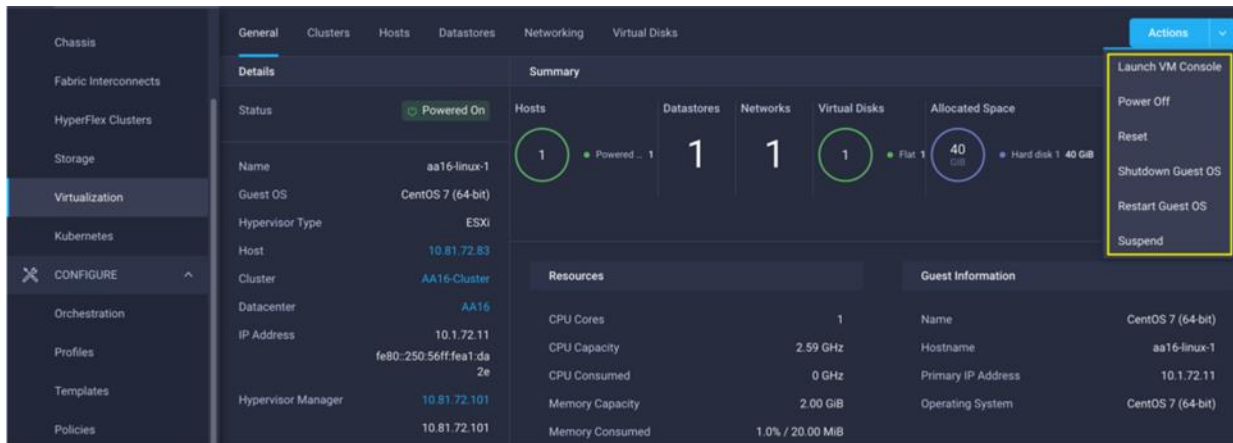 Chassis
Fabric Interconnects
HyperFlex Clusters
Storage
Virtualization
Kubernetes
CONFIGURE
Orchestration
Profiles
Templates
Policies
General Clusters Hosts Datastores Networking Virtual Disks
Actions
Launch VM Console
Power Off
Reset
Shutdown Guest OS
Restart Guest OS
Suspend
Details
Status Powered On
Name aa16-linux-1
Guest OS CentOS 7 (64-bit)
Hypervisor Type ESXi
Host 10.81.72.83
Cluster AA16-Cluster
Datacenter AA16
IP Address 10.1.72.11
fe80::250:56ff:fea1:da
2e
Hypervisor Manager 10.81.72.101
10.81.72.101
Summary
Hosts Datastores Networks Virtual Disks Allocated Space
1 Powered ... 1 1 1 1 Flat 1 40 GiB Hard disk 1 40 GiB
Resources
CPU Cores 1
CPU Capacity 2.59 GHz
CPU Consumed 0 GHz
Memory Capacity 2.00 GiB
Memory Consumed 1.0% / 20.00 MiB
Guest Information
Name CentOS 7 (64-bit)
Hostname aa16-linux-1
Primary IP Address 10.1.72.11
Operating System CentOS 7 (64-bit)